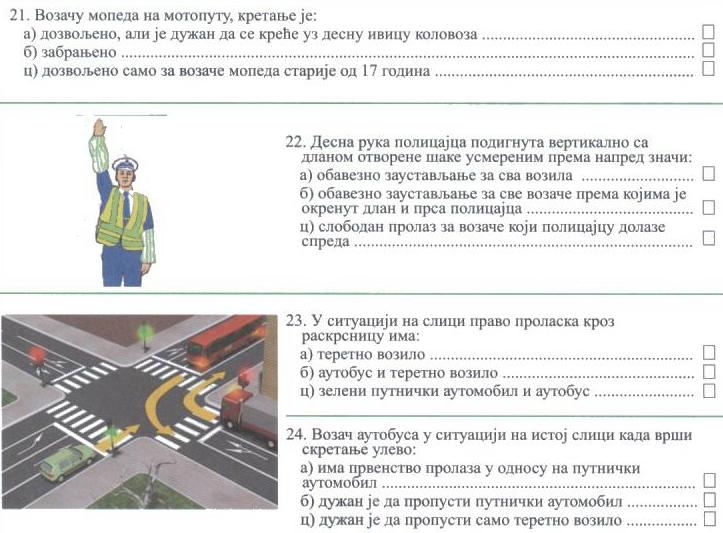 21. Возачу мопеда на мотопуту, кретање је:
а) дозвољено, али је дужан да се креће уз десну ивицу коловоза
б) забрањено
ц) дозвољено само за возаче мопеда старије од 17 година
22. Десна рука полицајца подигнута вертикално са
дланом отворене шаке усмереним према напред значи:
а) обавезно заустављање за сва возила
б) обавезно заустављање за све возаче према којима је
окренут длан и прса полицајца
ц) слободан пролаз за возаче који полицајцу долазе
спреда
23. У ситуацији на слици право проласка кроз
раскрсницу има:
а) теретно возило
б) аутобус и теретно возило
ц) зелени путнички аутомобил и аутобус
24. Возач аутобуса у ситуацији на истој слици када врши
скретање улево:
а) има првенство пролаза у односу на путнички
аутомобил
б) дужан је да пропусти путнички аутомобил
ц) дужан је да пропусти само теретно возило